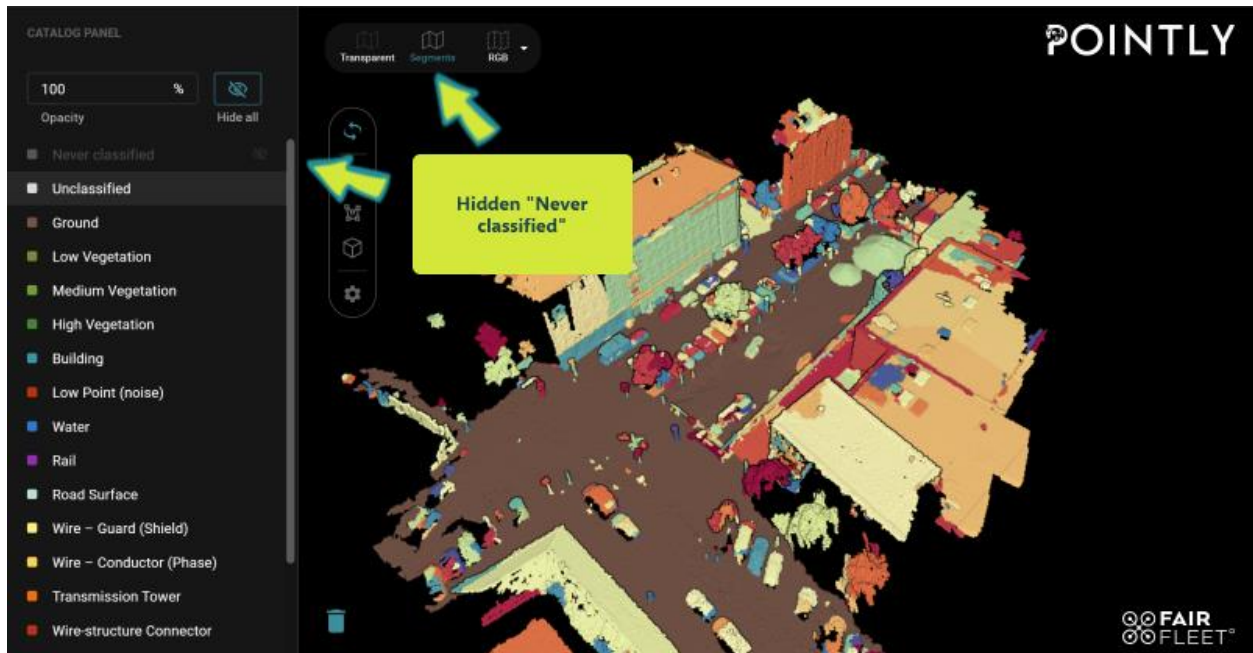 CATALOG PANEL
100 %
Opacity
Hide all
Never classified
Unclassified
Ground
Low Vegetation
Medium Vegetation
High Vegetation
Building
Low Point (noise)
Water
Rail
Road Surface
Wire – Guard (Shield)
Wire – Conductor (Phase)
Transmission Tower
Wire-structure Connector
Transparent
Segments
RGB
Hidden "Never
classified"
POINTLY
FAIR
FLEET